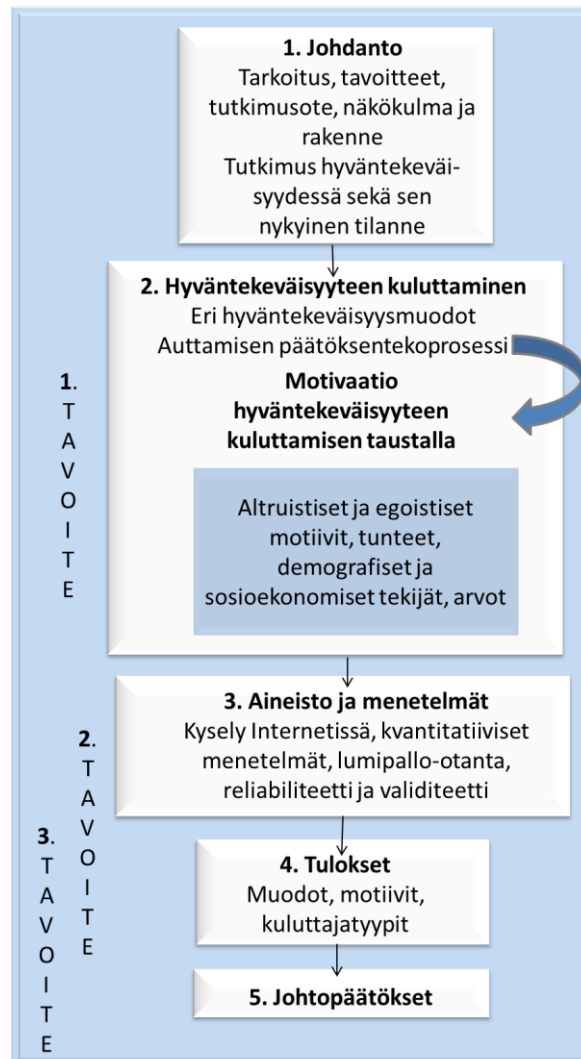 1. Johdanto
Tarkoitus, tavoitteet,
tutkimusote, näkökulma ja
rakenne
Tutkimus hyväntekeväi-
syydessä sekä sen
nykyinen tilanne
2. Hyväntekeväisyyteen kuluttaminen
Eri hyväntekeväisyysmuodot
Auttamisen päätöksentekoprosessi
Motivaatio
hyväntekeväisyyteen
kuluttamisen taustalla
Altruistiset ja egoistiset
motiivit, tunteet,
demografiset ja
sosioekonomiset tekijät, arvot
1.
T
A
V
O
I
T
E
3. Aineisto ja menetelmät
Kysely Internetissä, kvantitatiiviset
menetelmät, lumipallo-otanta,
reliabiliteetti ja validiteetti
2.
T
A
V
O
I
T
E
4. Tulokset
Muodot, motiivit,
kuluttajatyypit
3.
T
A
V
O
I
T
E
5. Johtopäätökset